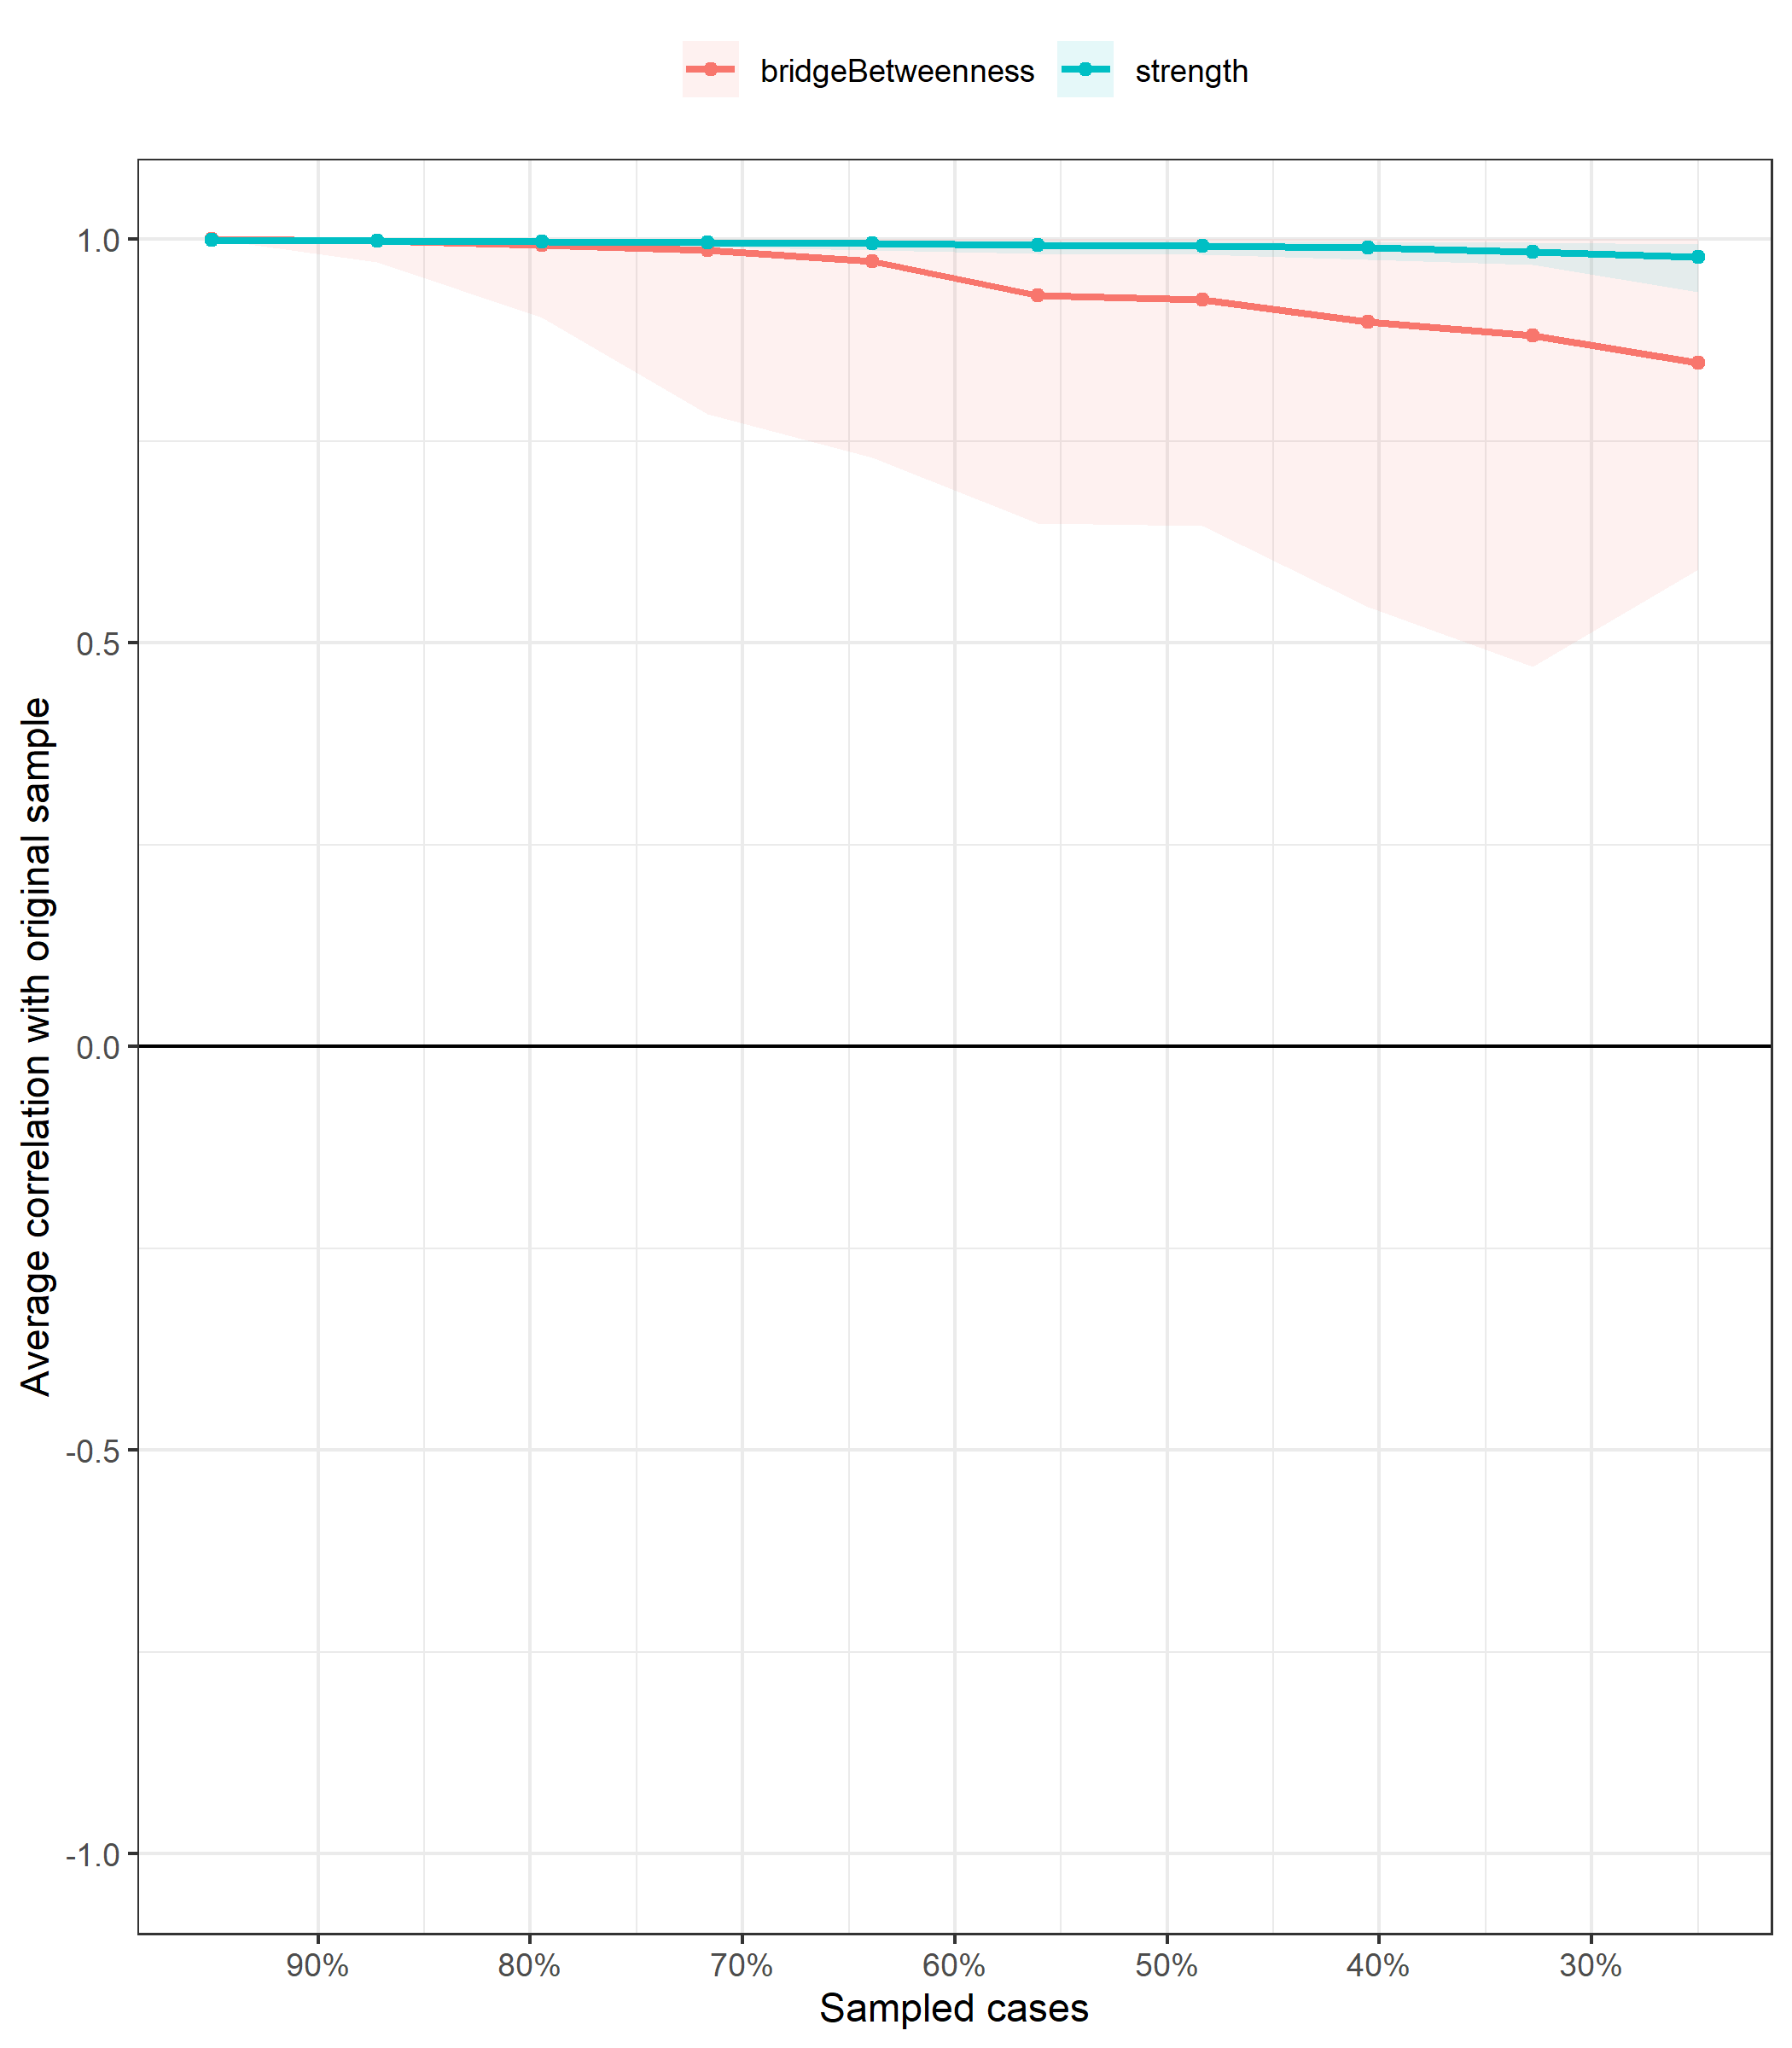 bridgeBetweenness strength
1.0
0.5
0.0
-0.5
-1.0
Average correlation with original sample
90% 80% 70% 60% 50% 40% 30%
Sampled cases